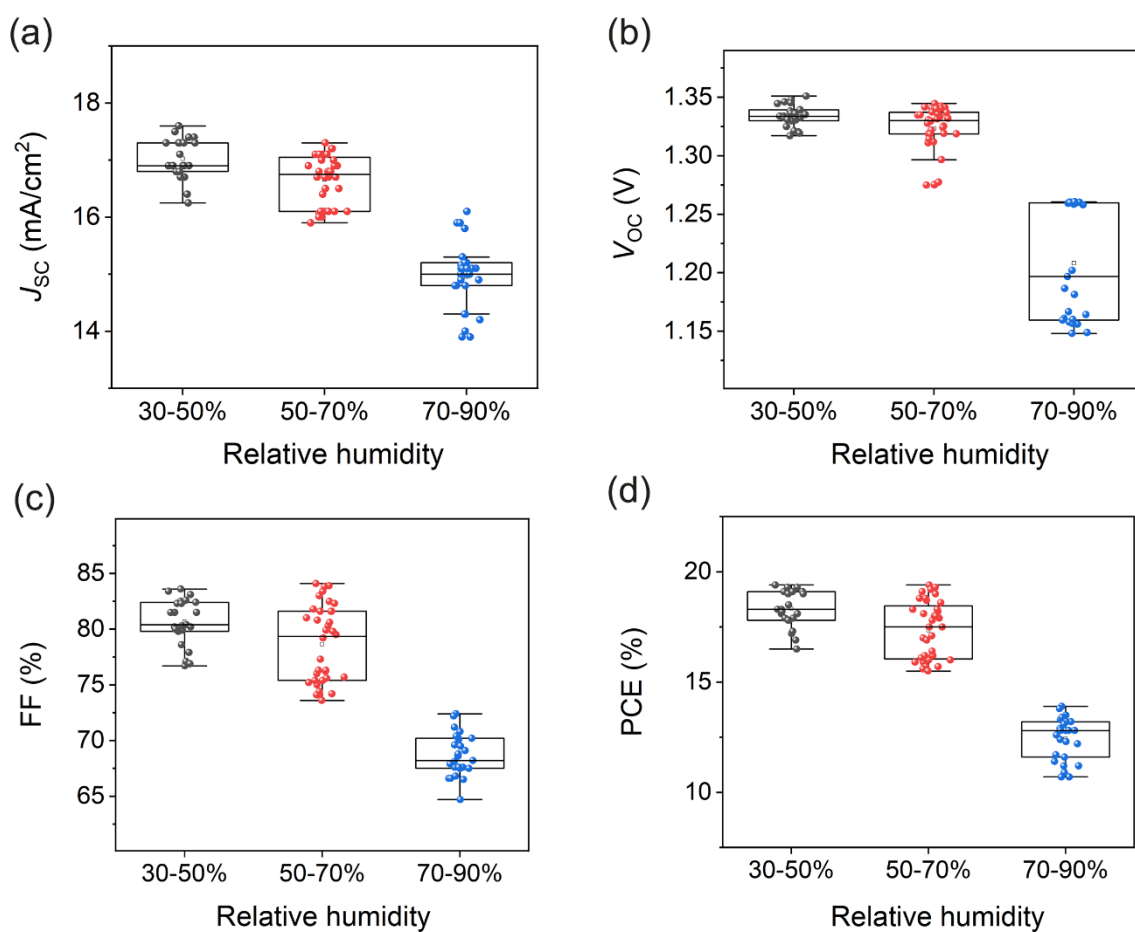 (a)
18
16
14
J_SC (mA/cm²)
30-50% 50-70% 70-90%
Relative humidity
(b)
1.35
1.30
1.25
1.20
1.15
V_OC (V)
30-50% 50-70% 70-90%
Relative humidity
(c)
85
80
75
70
65
FF (%)
30-50% 50-70% 70-90%
Relative humidity
(d)
20
15
10
PCE (%)
30-50% 50-70% 70-90%
Relative humidity